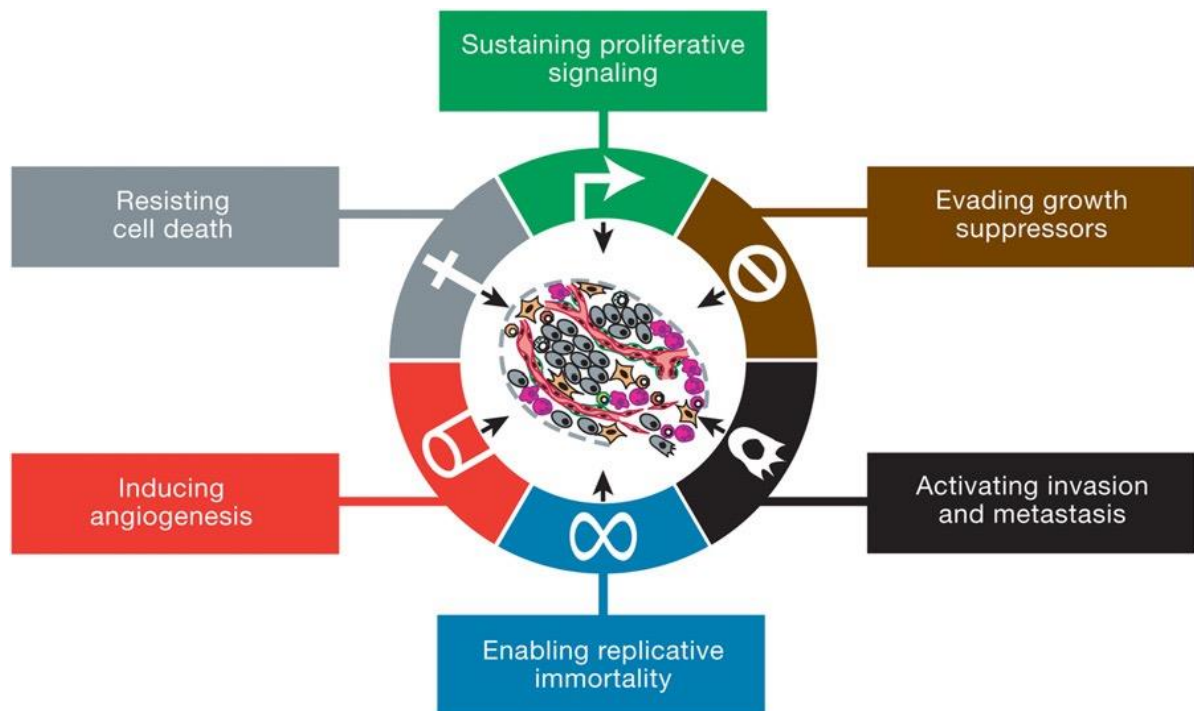 Sustaining proliferative
signaling
Resisting
cell death
Evading growth
suppressors
Inducing
angiogenesis
Activating invasion
and metastasis
Enabling replicative
immortality